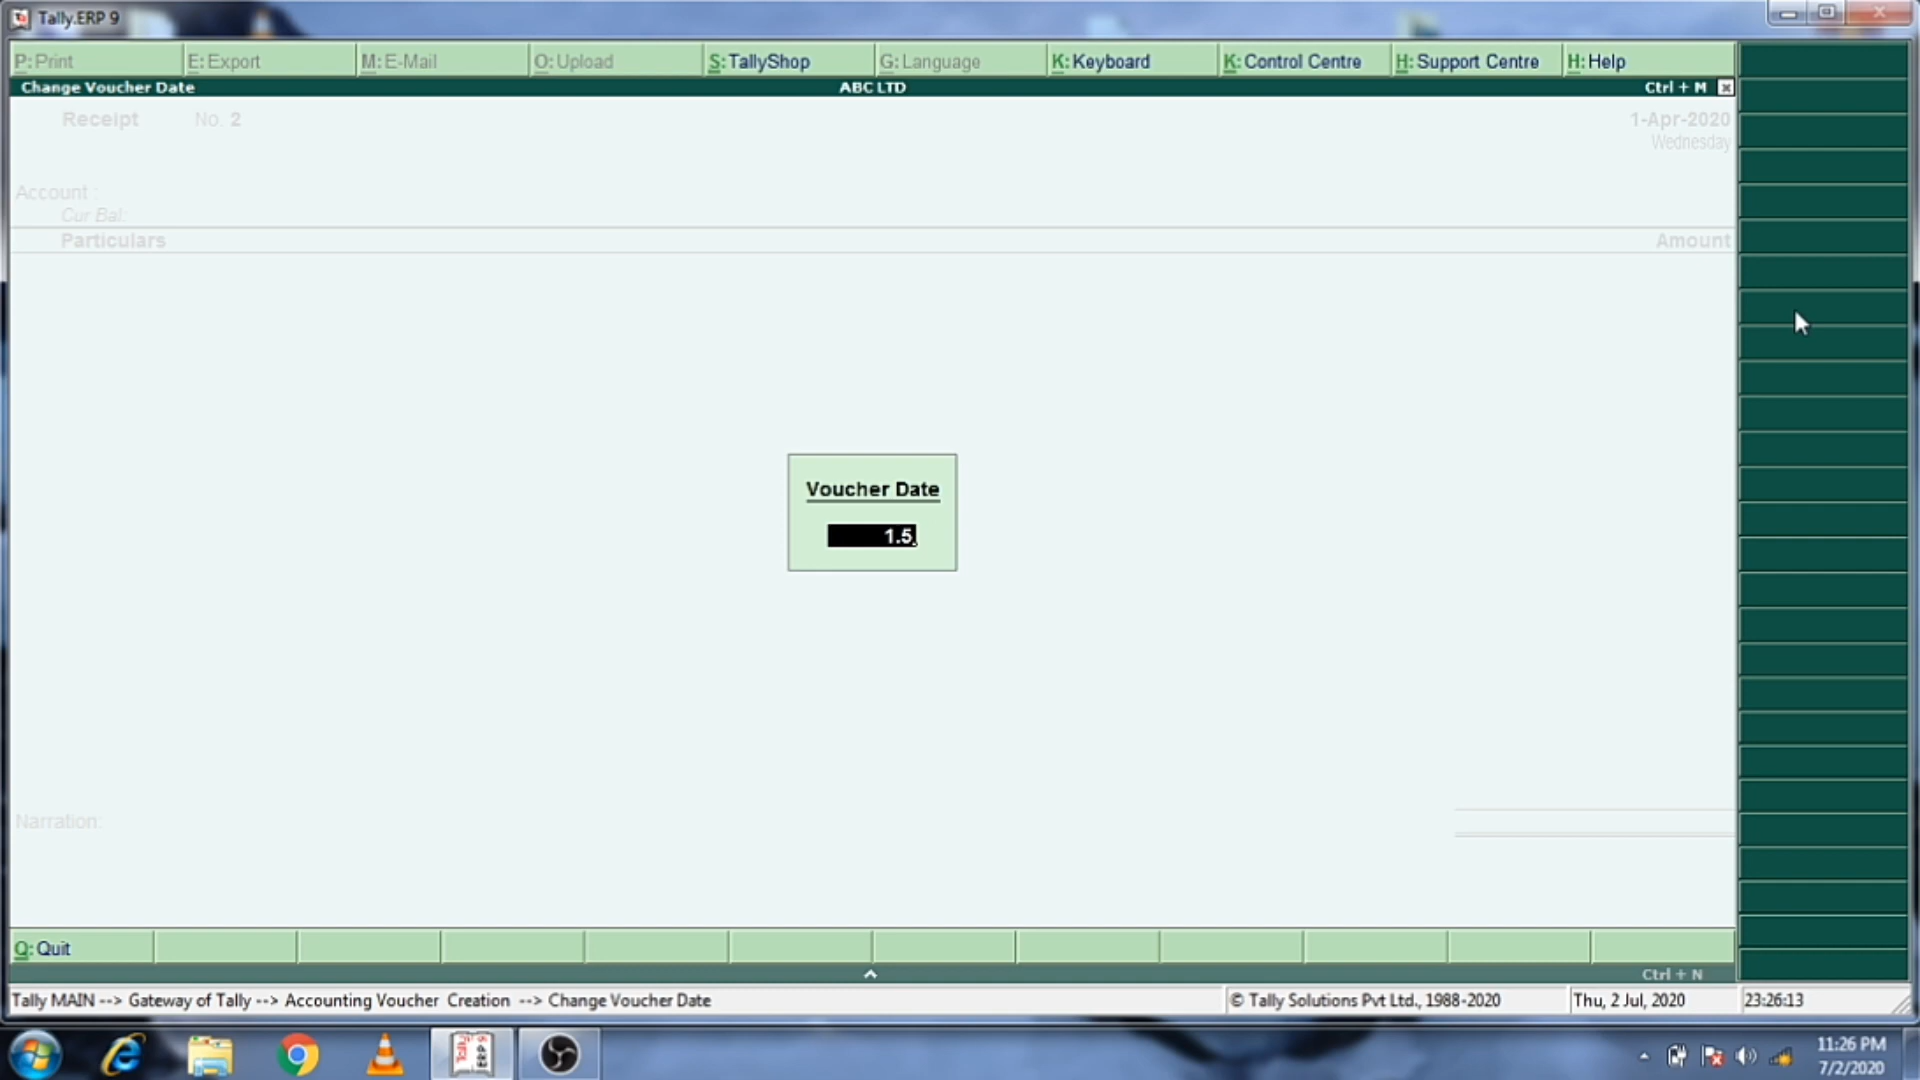 Tally.ERP 9
P: Print E: Export M: E-Mail O: Upload S: TallyShop G: Language K: Keyboard K: Control Centre H: Support Centre H: Help
Change Voucher Date ABC LTD Ctrl + M
Receipt No. 2 1-Apr-2020
Wednesday
Account :
Cur Bal:
Particulars Amount
Voucher Date
1.5.
Narration:
Q: Quit
Ctrl + N
Tally MAIN --> Gateway of Tally --> Accounting Voucher Creation --> Change Voucher Date © Tally Solutions Pvt Ltd., 1988-2020 Thu, 2 Jul, 2020 23:26:13
Tally ERP 9
11:26 PM
7/2/2020